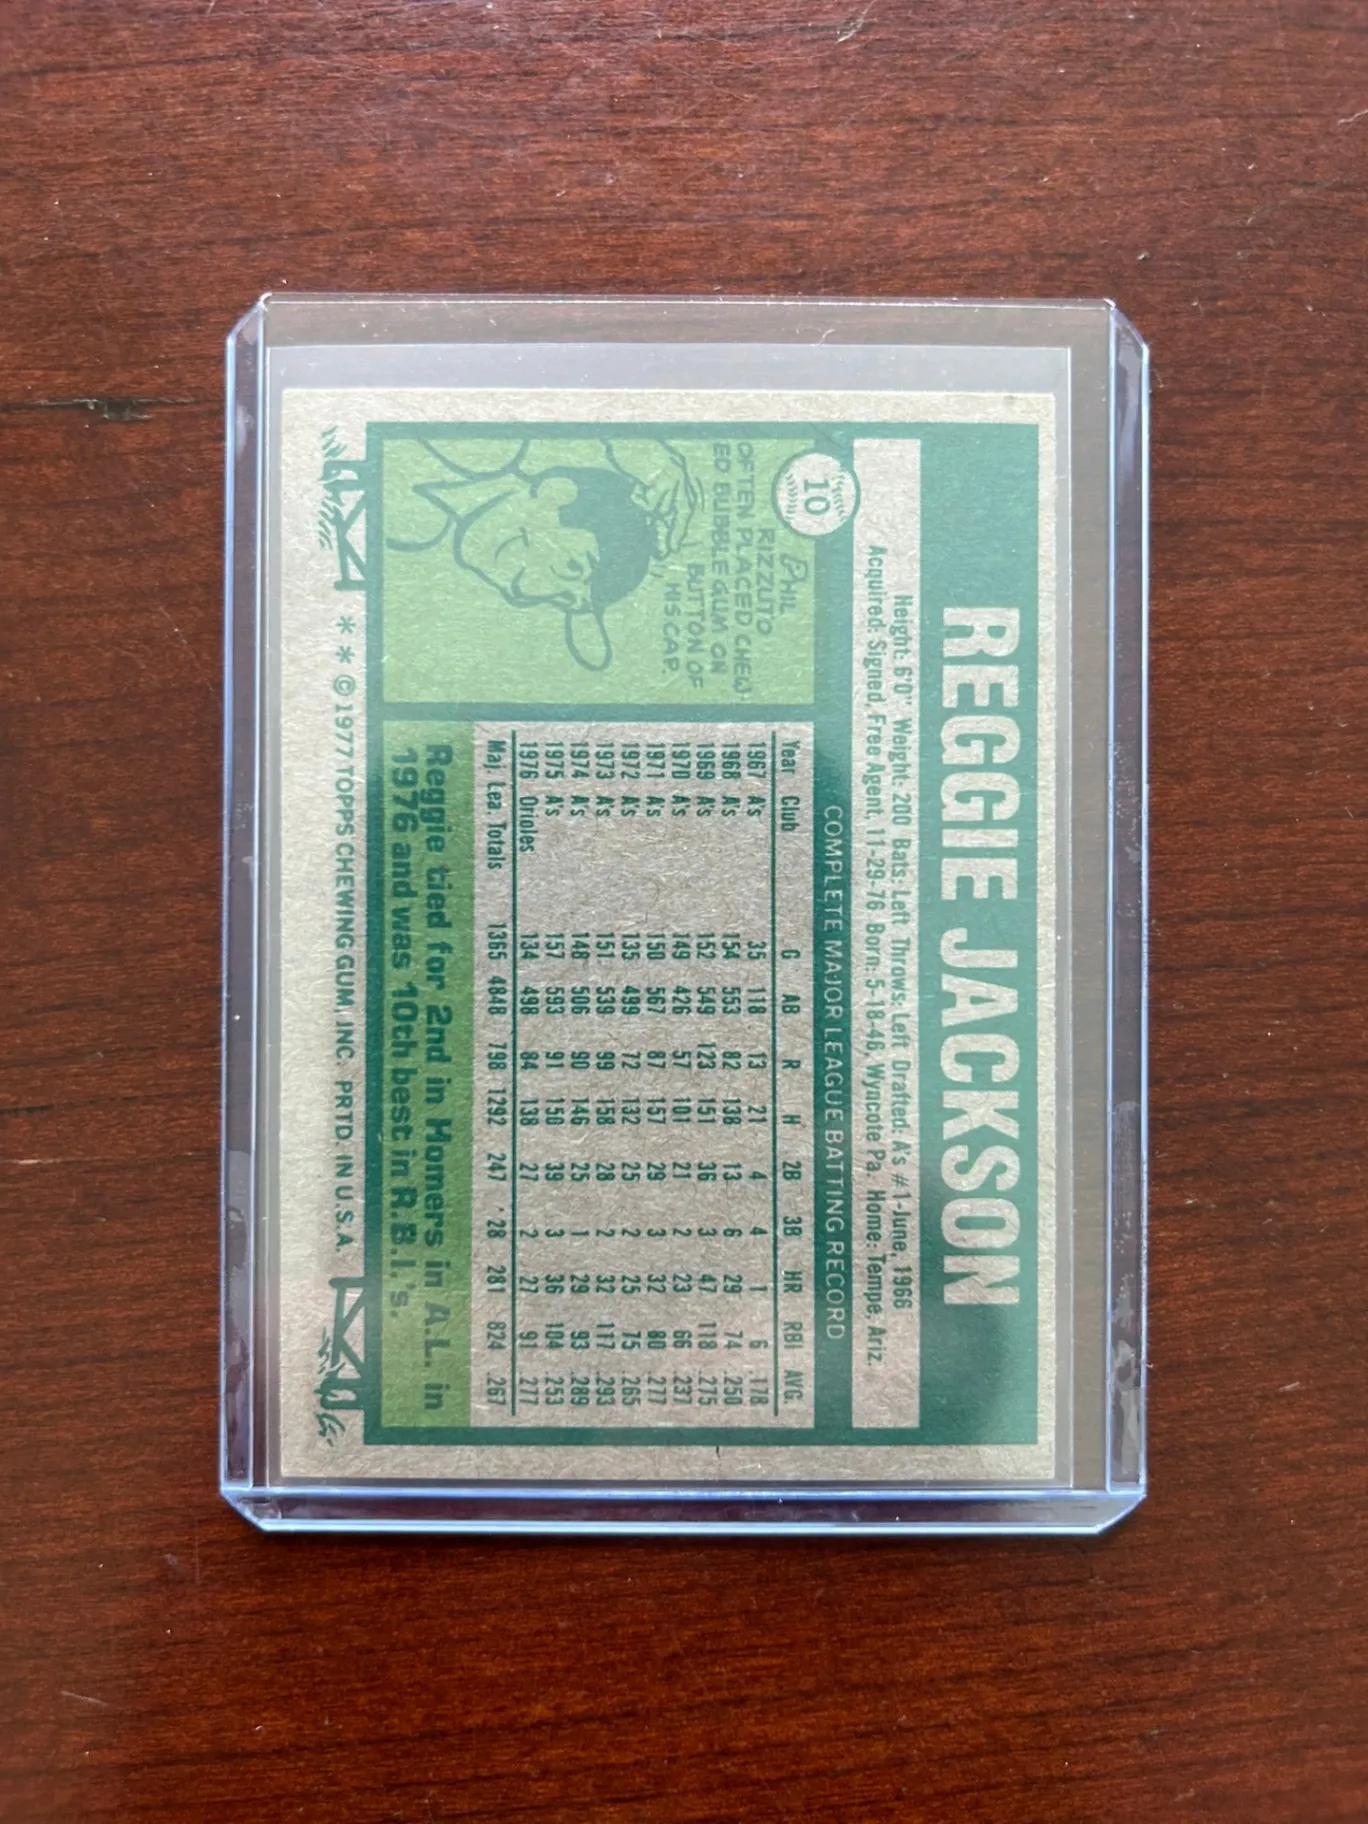 10
REGGIE JACKSON
Height: 6'0" Weight: 200 Bats: Left Throws: Left Drafted: A's #1-June, 1966
Acquired: Signed, Free Agent, 11-29-76 Born: 5-18-46, Wyncote Pa. Home: Tempe, Ariz.
COMPLETE MAJOR LEAGUE BATTING RECORD
PHIL
RIZZUTO
OFTEN PLACED CHEW-
ED BUBBLE GUM ON
BUTTON OF
HIS CAP.
Year Club G AB R H 2B 3B HR RBI AVG.
1967 A's 35 118 13 21 4 4 1 6 .178
1968 A's 154 553 82 138 13 6 29 74 .250
1969 A's 152 549 123 151 36 3 47 118 .275
1970 A's 149 426 57 101 21 2 23 66 .237
1971 A's 150 567 87 157 29 3 32 80 .277
1972 A's 135 499 72 132 25 2 25 75 .265
1973 A's 151 539 99 158 28 2 32 117 .293
1974 A's 148 506 90 146 25 1 29 93 .289
1975 A's 157 593 91 150 39 3 36 104 .253
1976 Orioles 134 498 84 138 27 2 27 91 .277
Maj. Lea. Totals 1365 4848 798 1292 247 28 281 824 .267
Reggie tied for 2nd in Homers in A.L. in
1976 and was 10th best in R.B.I.'s.
** © 1977 TOPPS CHEWING GUM, INC. PRTD. IN U.S.A.